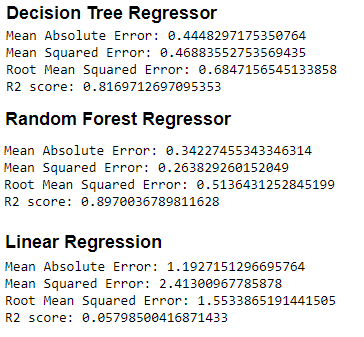 Decision Tree Regressor
Mean Absolute Error: 0.4448297175350764
Mean Squared Error: 0.46883552753569435
Root Mean Squared Error: 0.6847156545133858
R2 score: 0.8169712697095353
Random Forest Regressor
Mean Absolute Error: 0.34227455343346314
Mean Squared Error: 0.263829260152049
Root Mean Squared Error: 0.5136431252845199
R2 score: 0.8970036789811628
Linear Regression
Mean Absolute Error: 1.1927151296695764
Mean Squared Error: 2.41300967785878
Root Mean Squared Error: 1.5533865191441505
R2 score: 0.05798500416871433